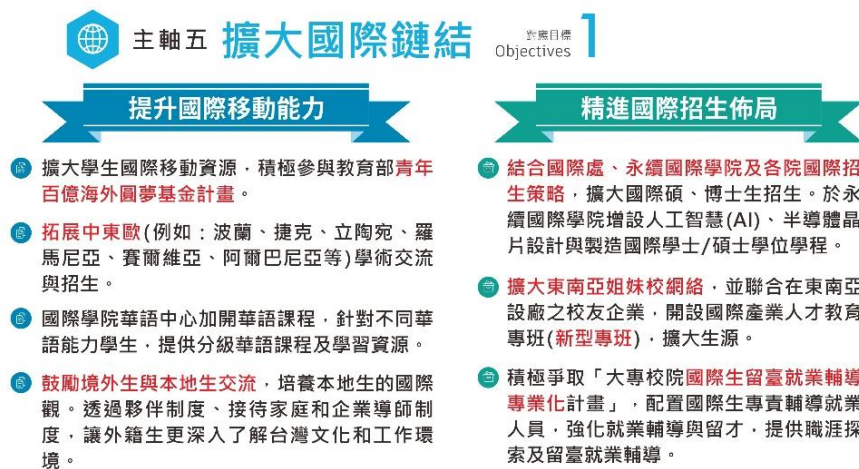 主軸五 擴大國際鏈結 對應目標 Objectives 1
提升國際移動能力
擴大學生國際移動資源，積極參與教育部青年
百億海外圓夢基金計畫。
拓展中東歐(例如：波蘭、捷克、立陶宛、羅
馬尼亞、賽爾維亞、阿爾巴尼亞等)學術交流
與招生。
國際學院華語中心加開華語課程，針對不同華
語能力學生，提供分級華語課程及學習資源。
鼓勵境外生與本地生交流，培養本地生的國際
觀。透過夥伴制度、接待家庭和企業導師制
度，讓外籍生更深入了解台灣文化和工作環
境。
精進國際招生佈局
結合國際處、永續國際學院及各院國際招
生策略，擴大國際碩、博士生招生。於永
續國際學院增設人工智慧(AI)、半導體晶
片設計與製造國際學士/碩士學位學程。
擴大東南亞姐妹校網絡，並聯合在東南亞
設廠之校友企業，開設國際產業人才教育
專班(新型專班)，擴大生源。
積極爭取「大專校院國際生留臺就業輔導
專業化計畫」，配置國際生專責輔導就業
人員，強化就業輔導與留才，提供職涯探
索及留臺就業輔導。